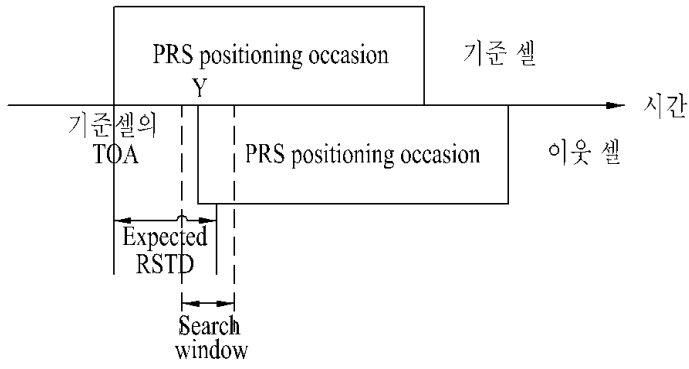 PRS positioning occasion
기준 셀
Y
시간
기준셀의
TOA
PRS positioning occasion
이웃 셀
Expected
RSTD
Search
window